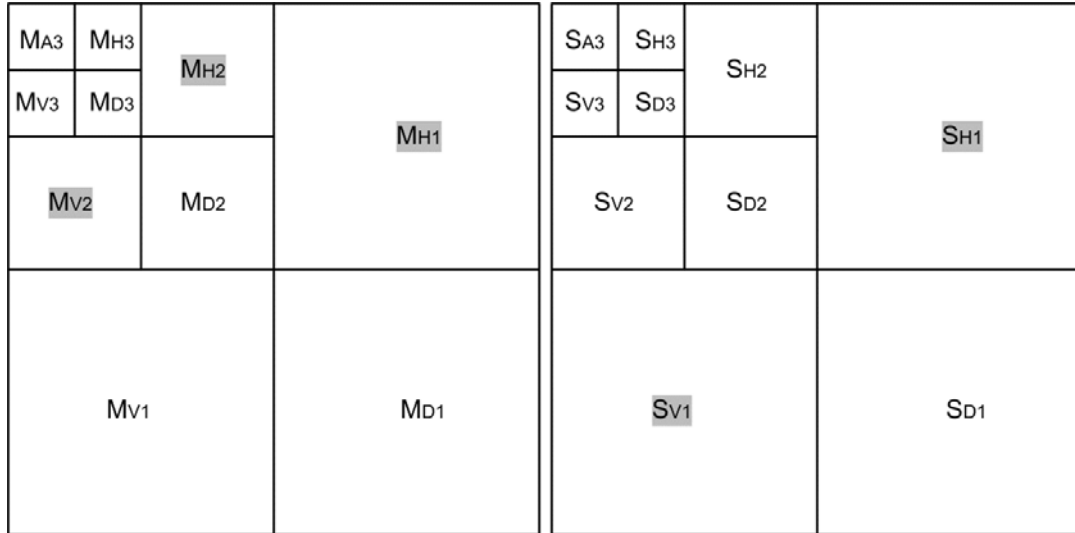 MA3 MH3 MH2 MH1
MV3 MD3
MV2 MD2
MV1 MD1
SA3 SH3 SH2 SH1
SV3 SD3
SV2 SD2
SV1 SD1